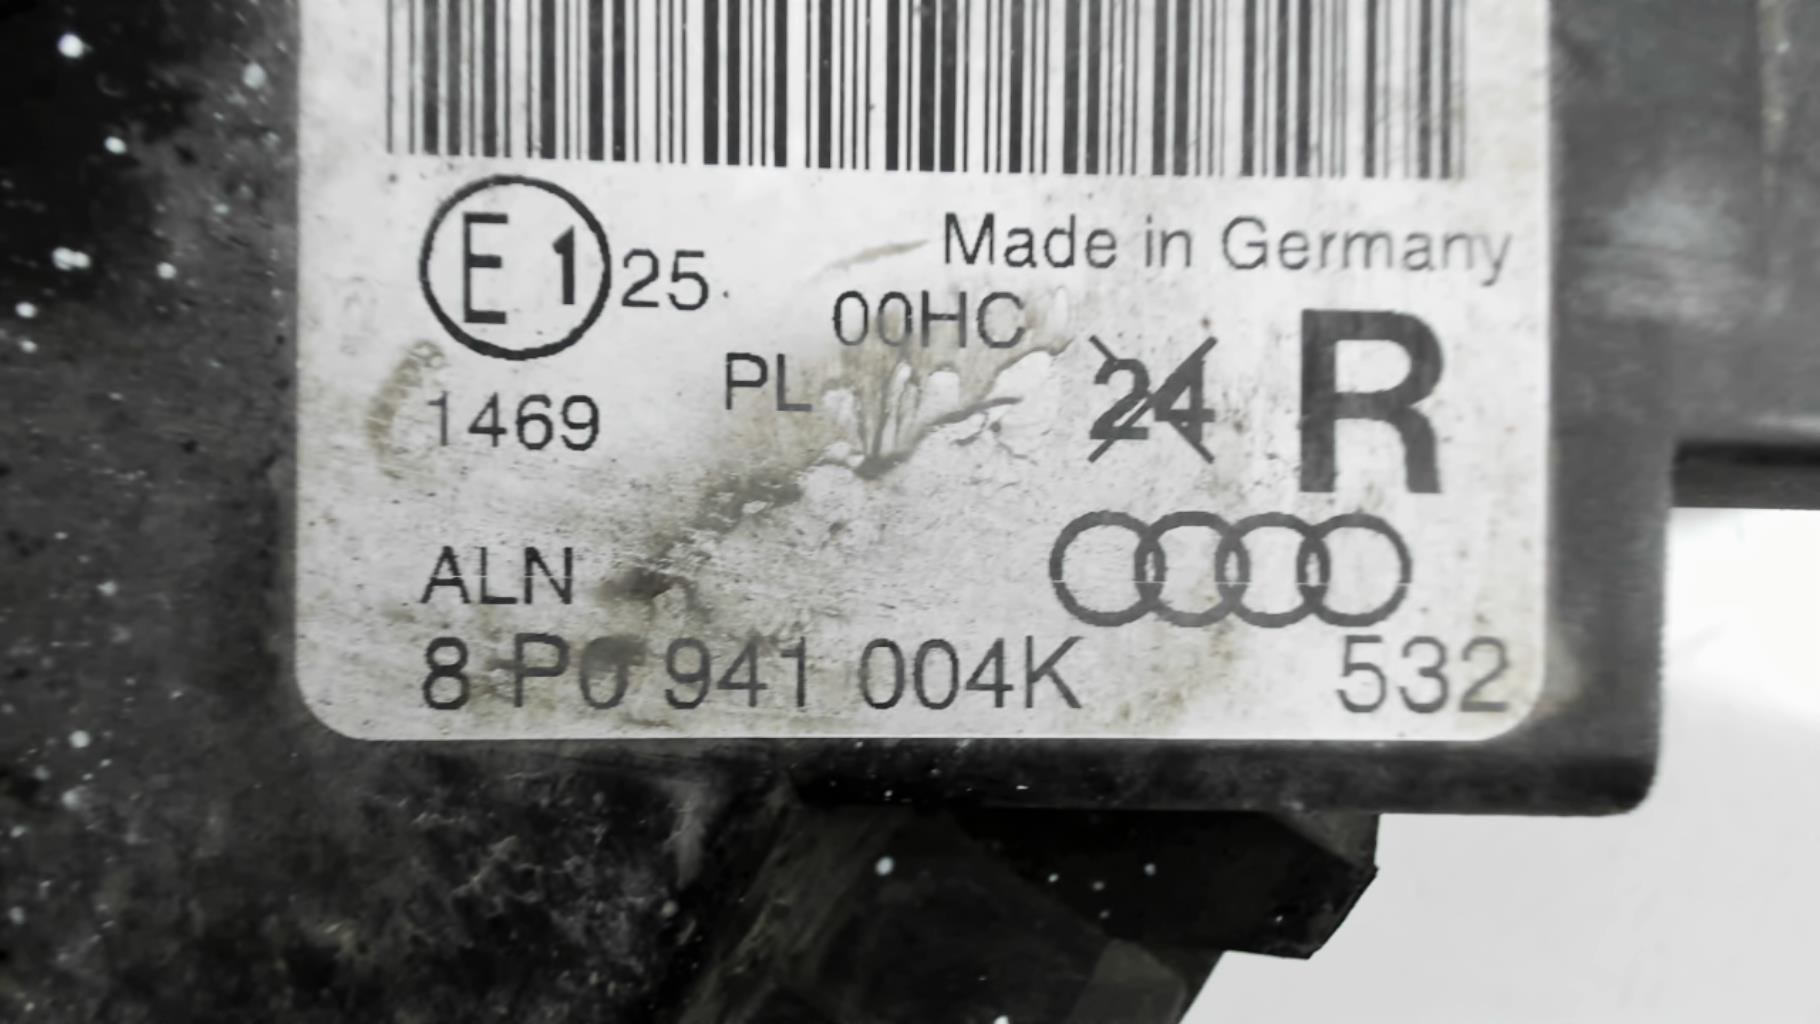 E1 25
Made in Germany
00HC
PL
24
R
1469
ALN
8P0 941 004K
532